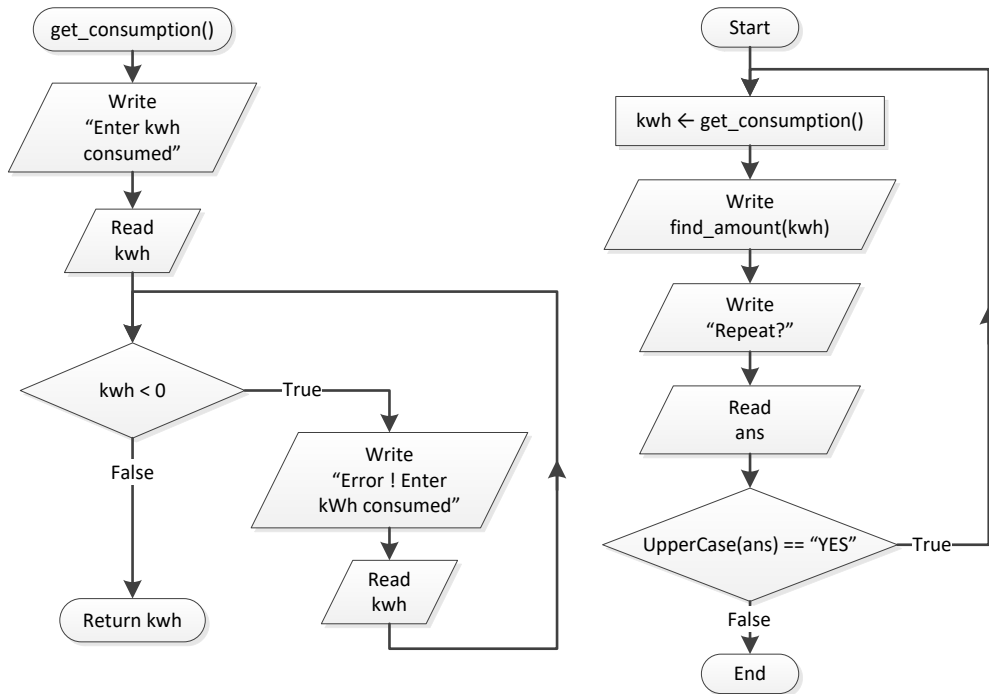 get_consumption()
Write
“Enter kwh
consumed”
Read
kwh
kwh < 0
True
False
Write
“Error ! Enter
kWh consumed”
Read
kwh
Return kwh
Start
kwh ← get_consumption()
Write
find_amount(kwh)
Write
“Repeat?”
Read
ans
UpperCase(ans) == “YES”
True
False
End